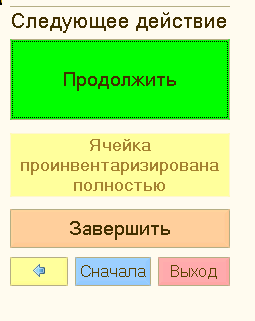 Следующее действие
Продолжить
Ячейка
проинвентаризирована
полностью
Завершить
Сначала Выход